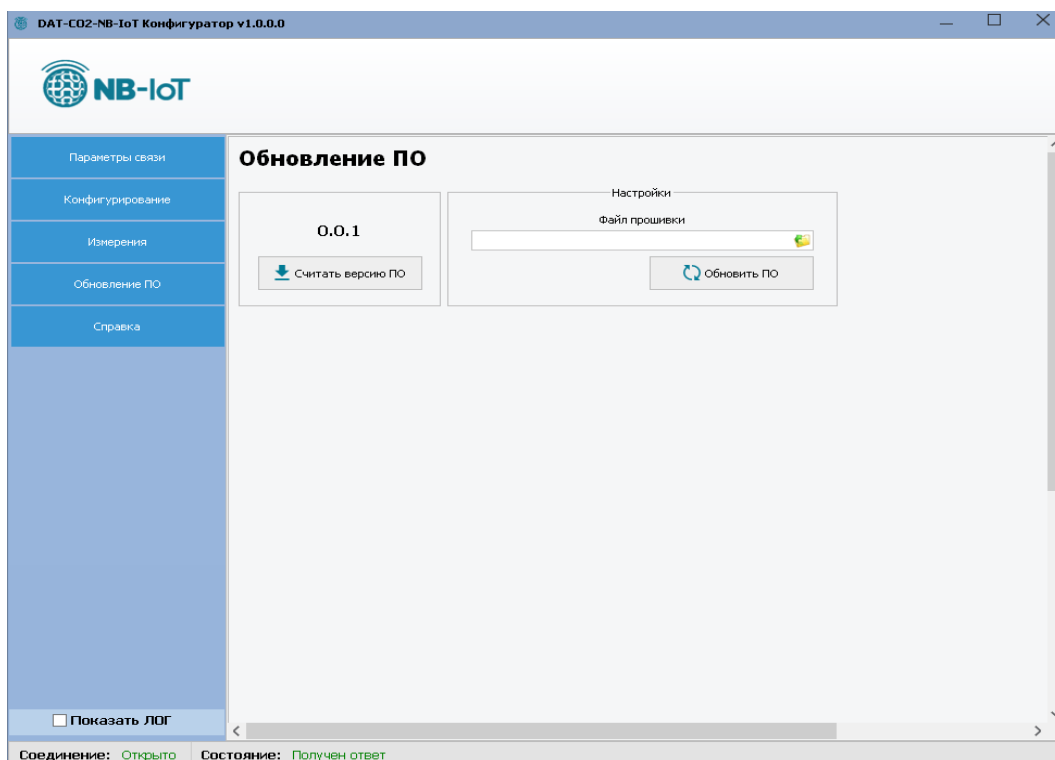 DAT-CO2-NB-IoT Конфигуратор v1.0.0.0
NB-IoT
Параметры связи
Конфигурирование
Измерения
Обновление ПО
Справка
Обновление ПО
0.0.1
Считать версию ПО
Настройки
Файл прошивки
Обновить ПО
Показать ЛОГ
Соединение: Открыто Состояние: Получен ответ